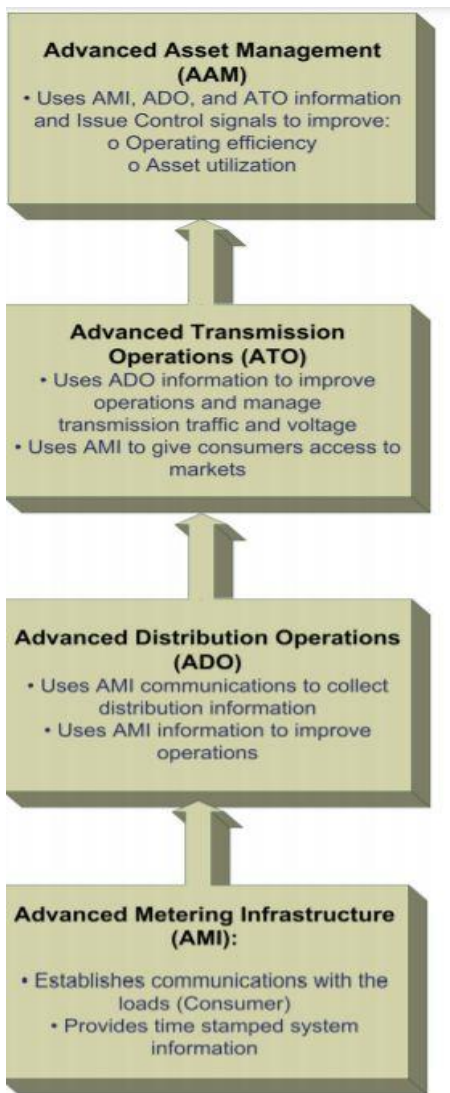 Advanced Asset Management
(AAM)
• Uses AMI, ADO, and ATO information
and Issue Control signals to improve:
o Operating efficiency
o Asset utilization
Advanced Transmission
Operations (ATO)
• Uses ADO information to improve
operations and manage
transmission traffic and voltage
• Uses AMI to give consumers access to
markets
Advanced Distribution Operations
(ADO)
• Uses AMI communications to collect
distribution information
• Uses AMI information to improve
operations
Advanced Metering Infrastructure
(AMI):
• Establishes communications with the
loads (Consumer)
• Provides time stamped system
information